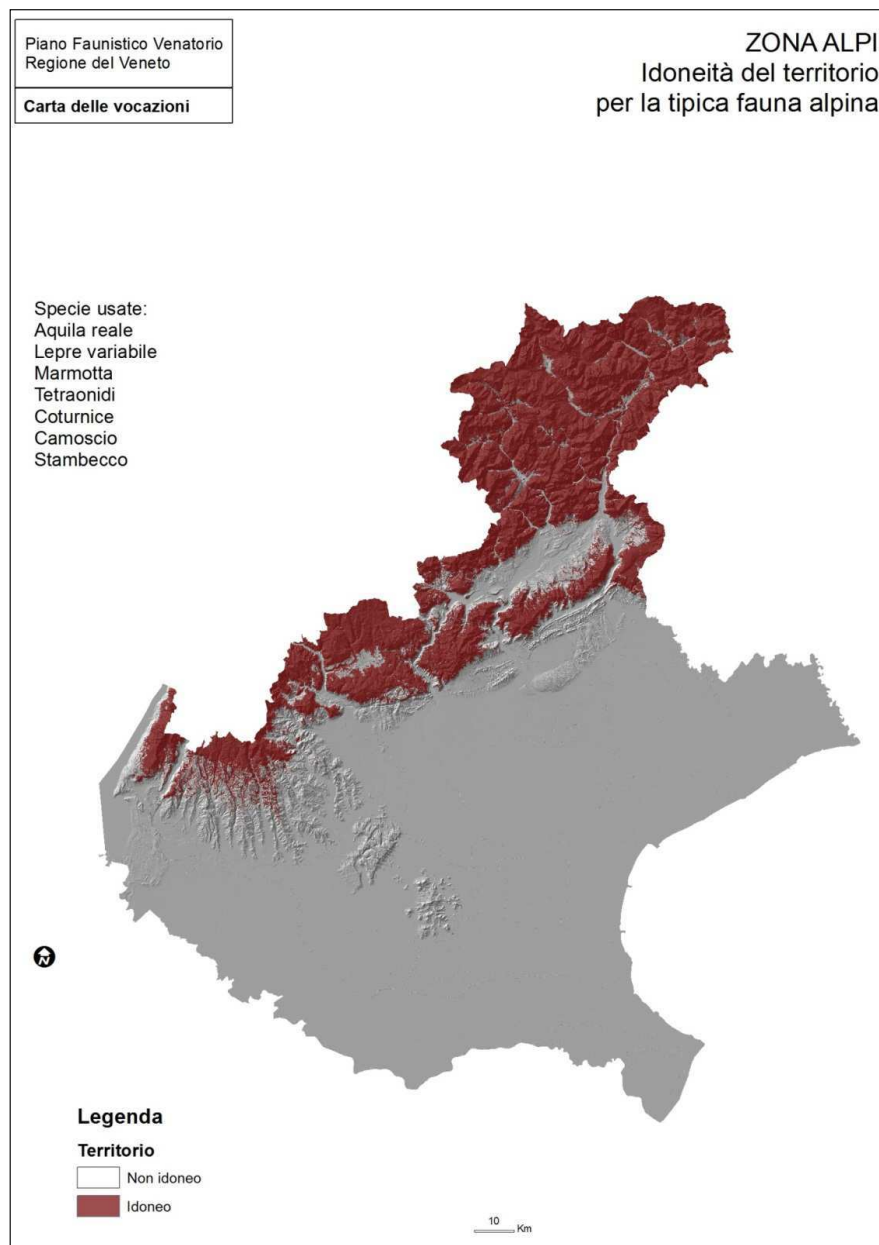 Piano Faunistico Venatorio
Regione del Veneto
Carta delle vocazioni
ZONA ALPI
Idoneità del territorio
per la tipica fauna alpina
Specie usate:
Aquila reale
Lepre variabile
Marmotta
Tetraonidi
Coturnice
Camoscio
Stambecco
N
Legenda
Territorio
Non idoneo
Idoneo
10
Km